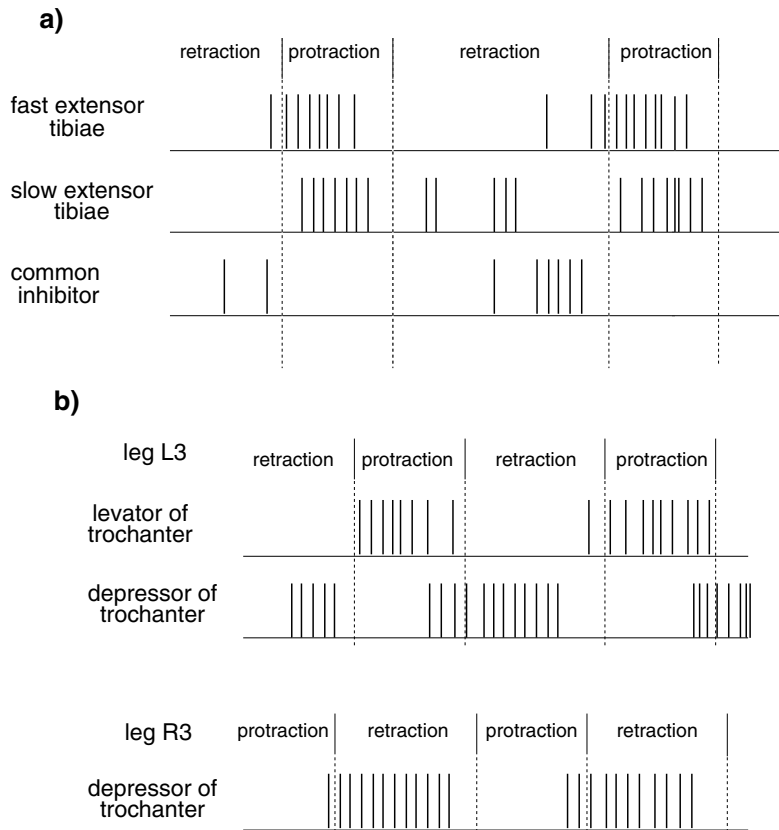 a)
retraction protraction retraction protraction
fast extensor
tibiae
slow extensor
tibiae
common
inhibitor
b)
leg L3
retraction protraction retraction protraction
levator of
trochanter
depressor of
trochanter
leg R3
protraction retraction protraction retraction
depressor of
trochanter